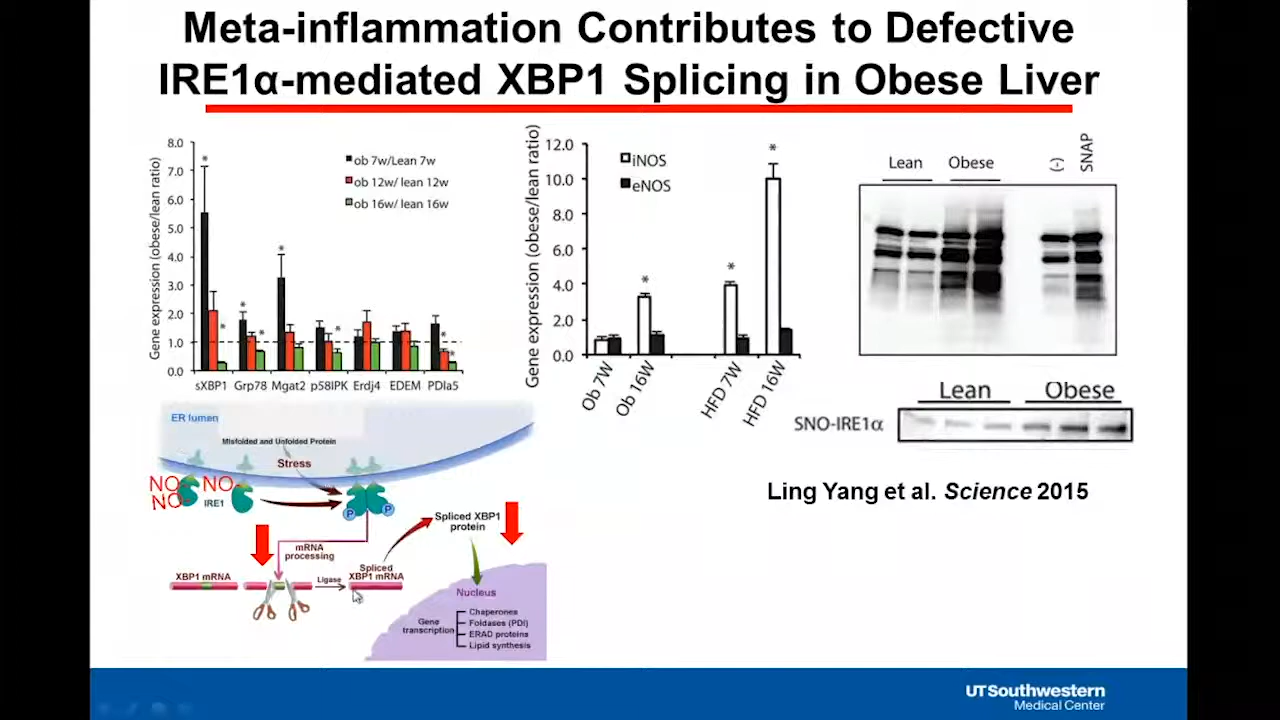 Meta-inflammation Contributes to Defective
IRE1α-mediated XBP1 Splicing in Obese Liver
Gene expression (obese/lean ratio)
8.0
7.0
6.0
5.0
4.0
3.0
2.0
1.0
0.0
*
*
*
*
*
*
*
*
ob 7w/Lean 7w
ob 12w/ lean 12w
ob 16w/ lean 16w
sXBP1 Grp78 Mgat2 p58IPK Erdj4 EDEM PDIa5
Gene expression (obese/lean ratio)
12.0
10.0
8.0
6.0
4.0
2.0
0.0
iNOS
eNOS
*
*
*
Ob 7W
Ob 16W
HFD 7W
HFD 16W
Lean Obese
(-)
SNAP
Lean Obese
SNO-IRE1α
Ling Yang et al. Science 2015
ER lumen
Misfolded and Unfolded Protein
Stress
NO NO
NO
IRE1
P P
mRNA
processing
Spliced XBP1
protein
XBP1 mRNA
Ligase
Spliced
XBP1 mRNA
Nucleus
Gene
transcription
Chaperones
Foldases (PDI)
ERAD proteins
Lipid synthesis
UTSouthwestern
Medical Center